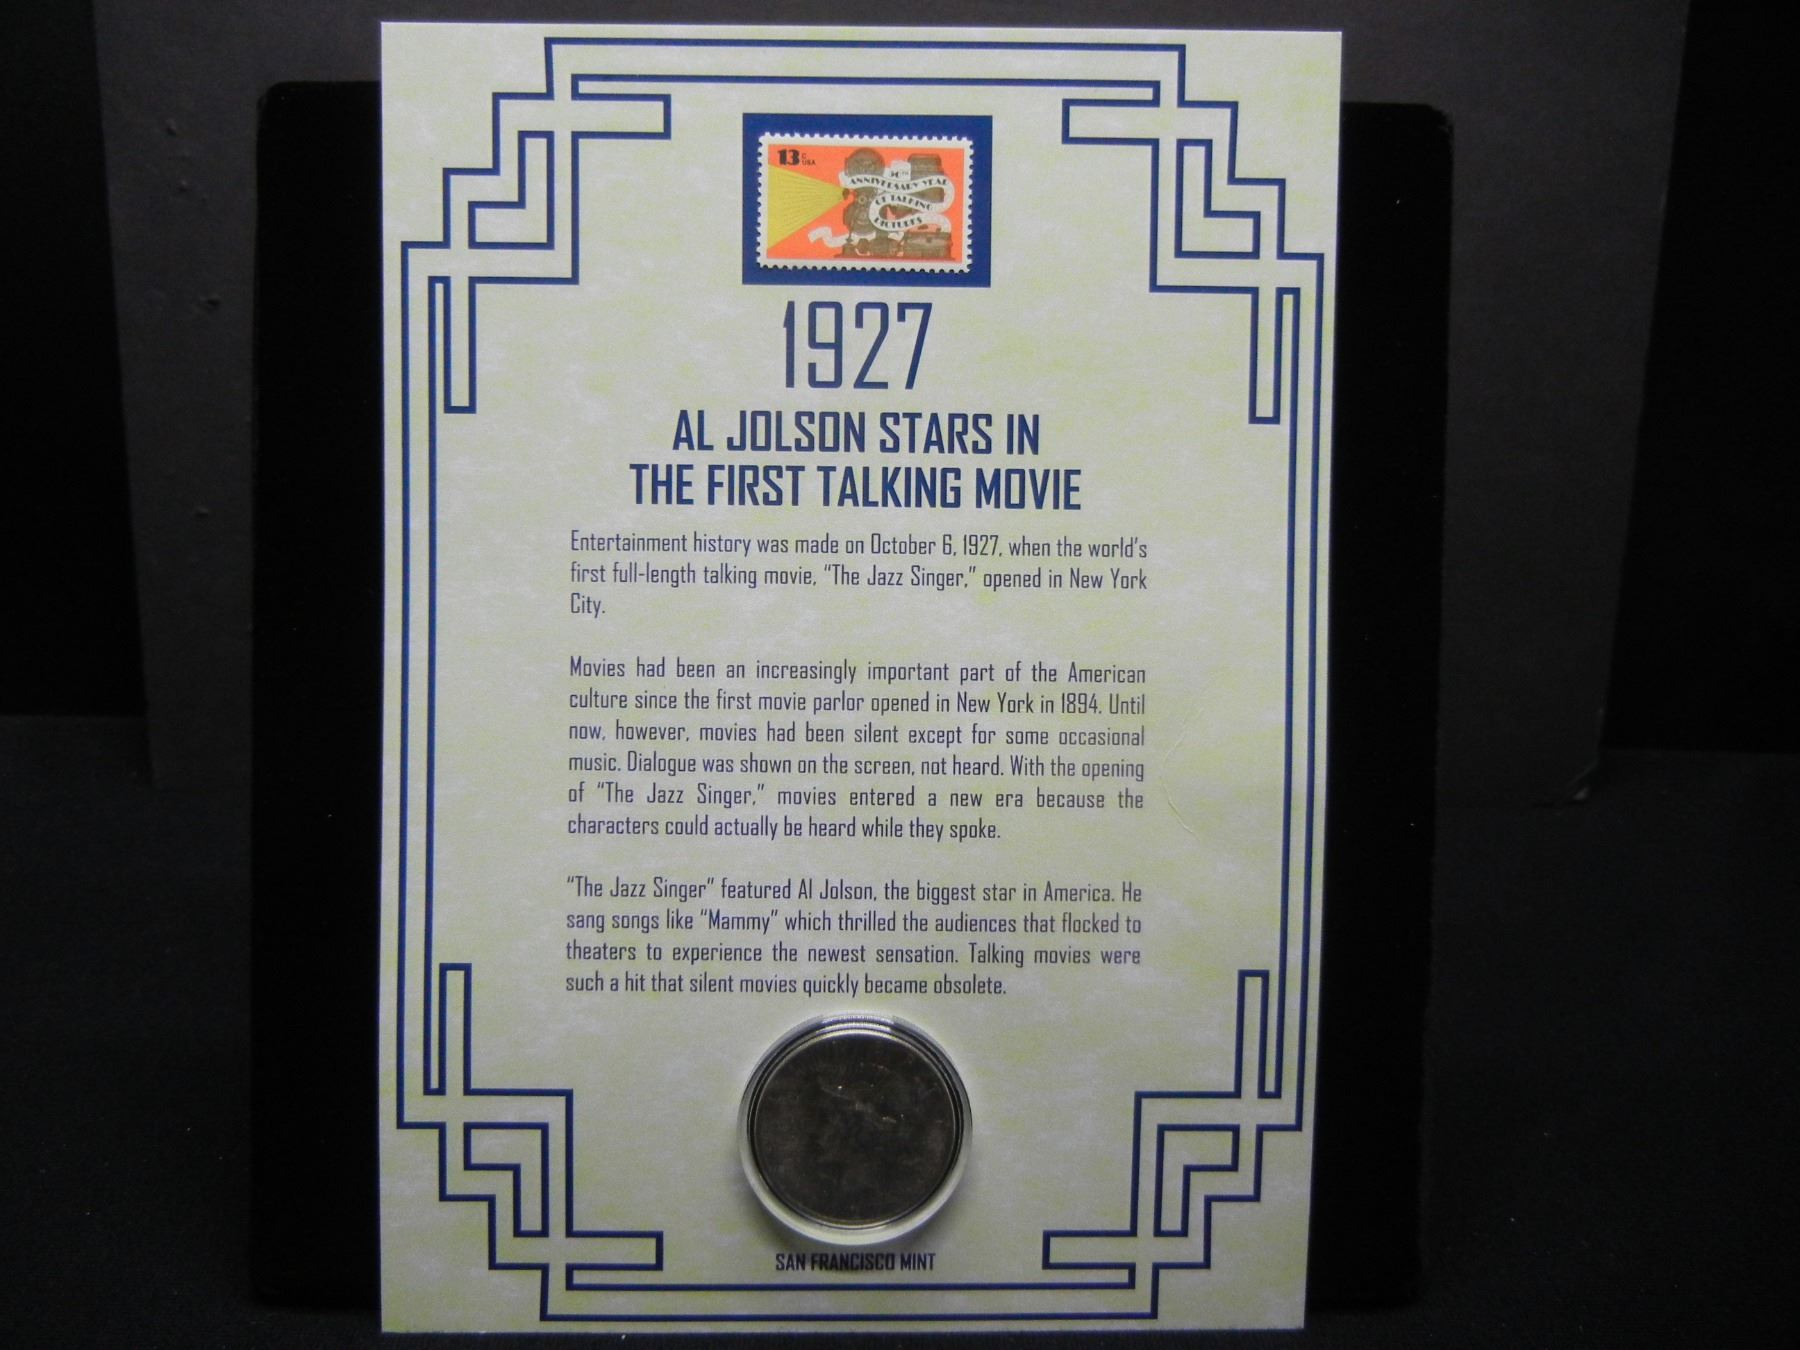 13c
USA
50TH
ANNIVERSARY YEAR
OF TALKING
PICTURES
1927
AL JOLSON STARS IN
THE FIRST TALKING MOVIE
Entertainment history was made on October 6, 1927, when the world's
first full-length talking movie, “The Jazz Singer,” opened in New York
City.
Movies had been an increasingly important part of the American
culture since the first movie parlor opened in New York in 1894. Until
now, however, movies had been silent except for some occasional
music. Dialogue was shown on the screen, not heard. With the opening
of “The Jazz Singer,” movies entered a new era because the
characters could actually be heard while they spoke.
“The Jazz Singer” featured Al Jolson, the biggest star in America. He
sang songs like “Mammy” which thrilled the audiences that flocked to
theaters to experience the newest sensation. Talking movies were
such a hit that silent movies quickly became obsolete.
SAN FRANCISCO MINT